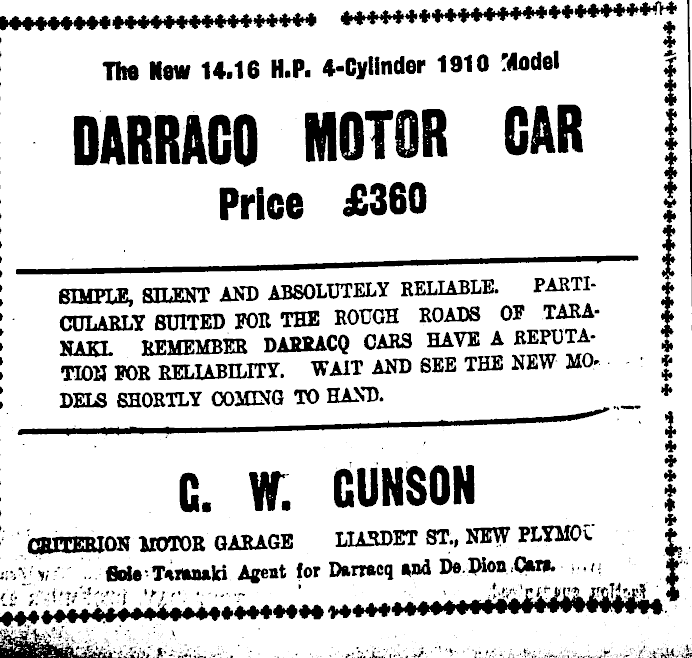 The New 14.16 H.P. 4-Cylinder 1910 Model
DARRACQ MOTOR CAR
Price £360
SIMPLE, SILENT AND ABSOLUTELY RELIABLE. PARTI-
CULARLY SUITED FOR THE ROUGH ROADS OF TARA-
NAKI. REMEMBER DARRACQ CARS HAVE A REPUTA-
TION FOR RELIABILITY. WAIT AND SEE THE NEW MO-
DELS SHORTLY COMING TO HAND.
G. W. GUNSON
CRITERION MOTOR GARAGE LIARDET ST., NEW PLYMOU
Sole Taranaki Agent for Darracq and De Dion Cars.